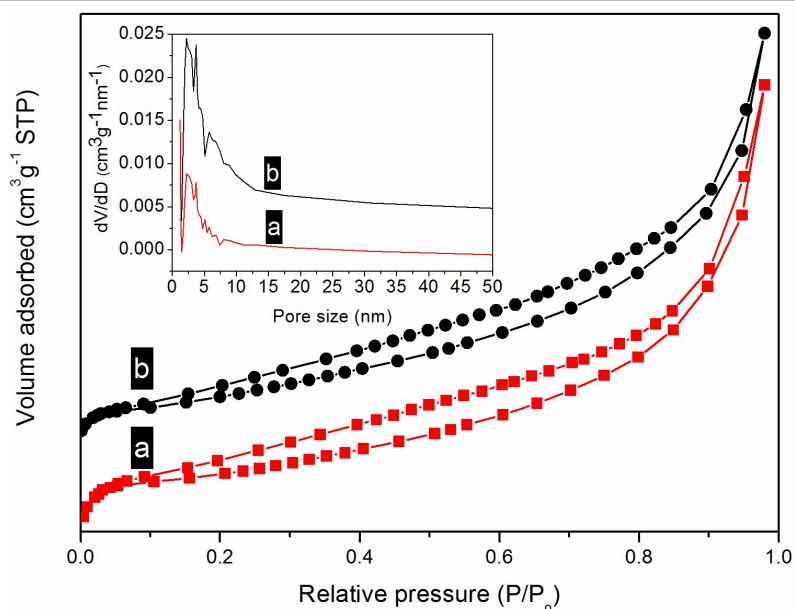 Volume adsorbed (cm³g⁻¹ STP)
dV/dD (cm³g⁻¹nm⁻¹)
0.025
0.020
0.015
0.010
0.005
0.000
b
a
0 5 10 15 20 25 30 35 40 45 50
Pore size (nm)
b
a
0.0 0.2 0.4 0.6 0.8 1.0
Relative pressure (P/Pₒ)